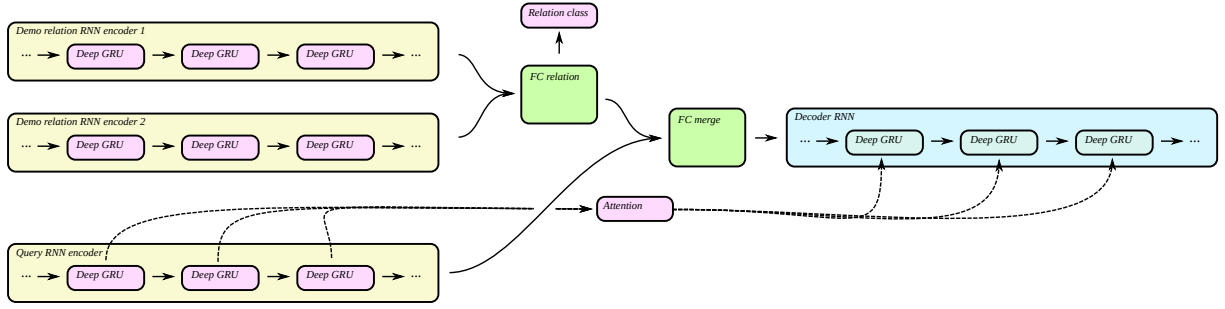 Relation class
Demo relation RNN encoder 1
... Deep GRU Deep GRU Deep GRU ...
FC relation
Demo relation RNN encoder 2
... Deep GRU Deep GRU Deep GRU ...
FC merge
Decoder RNN
... Deep GRU Deep GRU Deep GRU ...
Attention
Query RNN encoder
... Deep GRU Deep GRU Deep GRU ...